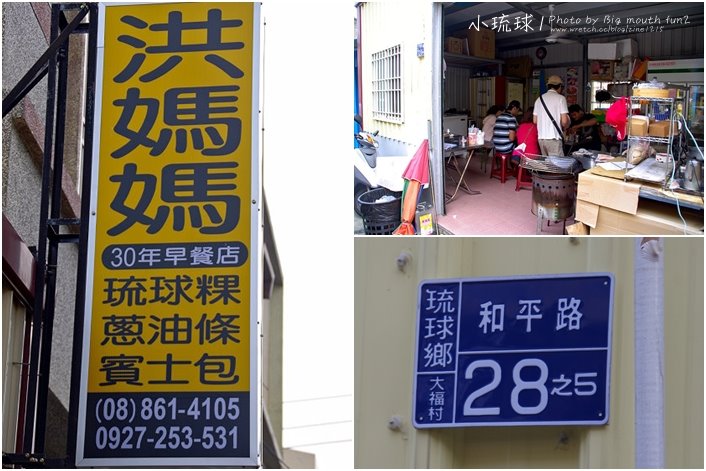 洪媽媽
30年早餐店
琉球粿
蔥油條
賓士包
(08) 861-4105
0927-253-531
小琉球 / Photo by Big mouth fun2
www.wretch.cc/blog/zine1215
琉球鄉
大福村
和平路
28之5